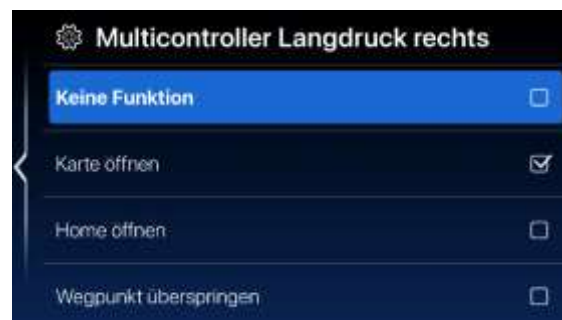 Multicontroller Langdruck rechts
Keine Funktion
Karte öffnen
Home öffnen
Wegpunkt überspringen